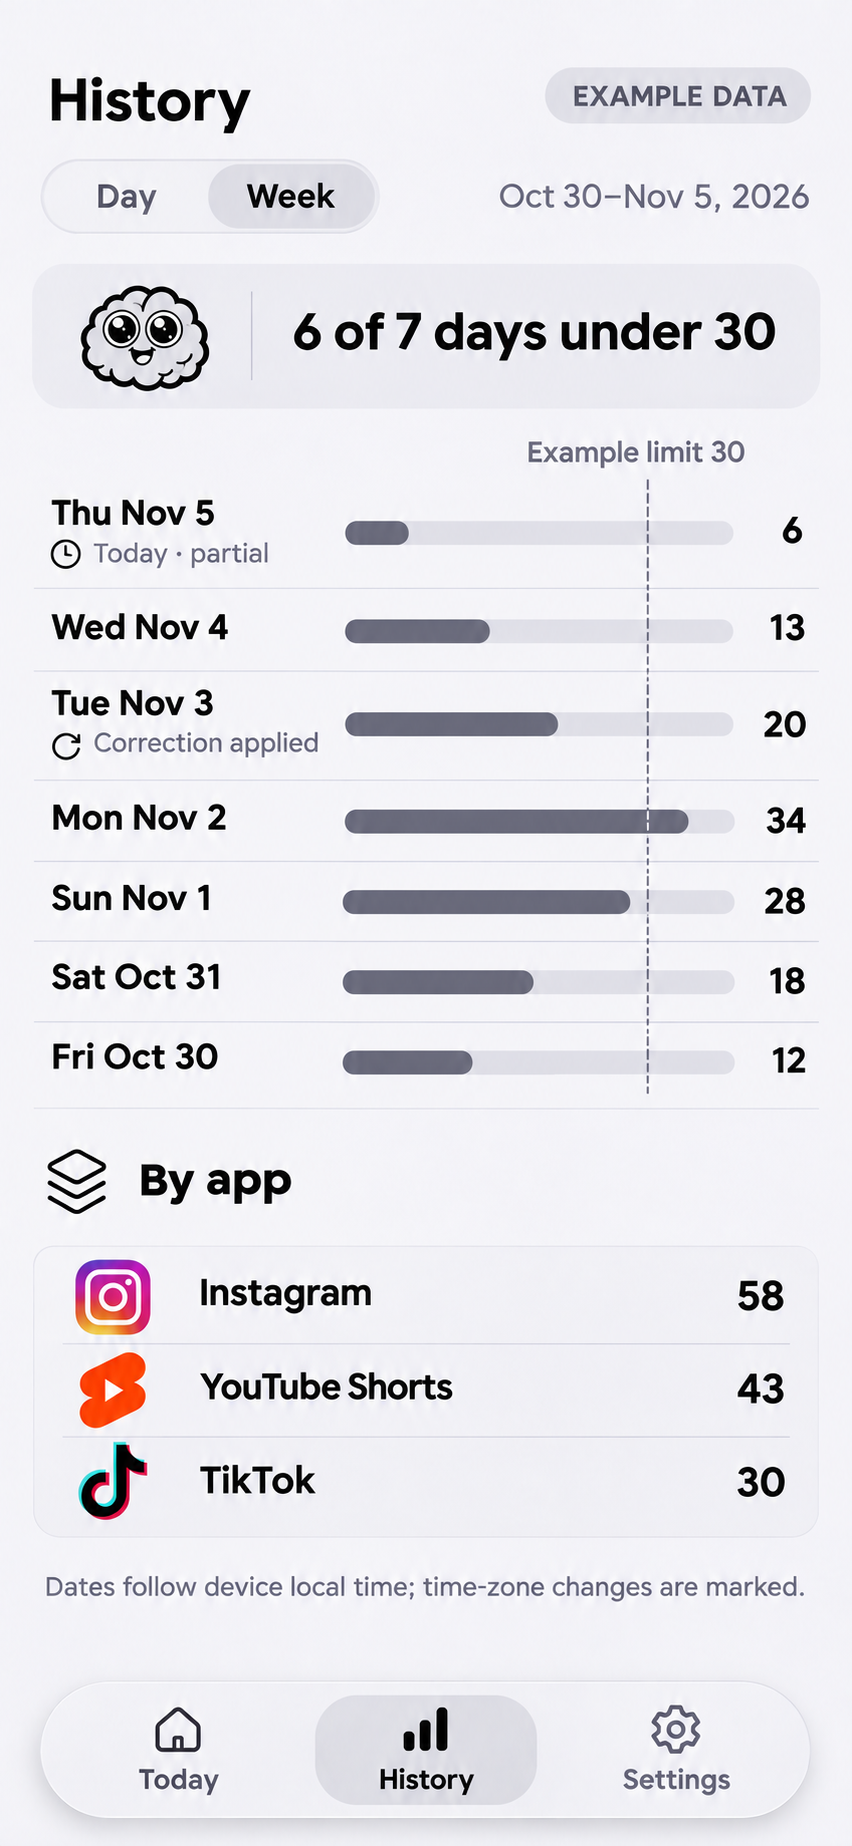 History
EXAMPLE DATA
Day
Week
Oct 30–Nov 5, 2026
6 of 7 days under 30
Example limit 30
Thu Nov 5
Today · partial
6
Wed Nov 4
13
Tue Nov 3
Correction applied
20
Mon Nov 2
34
Sun Nov 1
28
Sat Oct 31
18
Fri Oct 30
12
By app
Instagram
58
YouTube Shorts
43
TikTok
30
Dates follow device local time; time-zone changes are marked.
Today
History
Settings